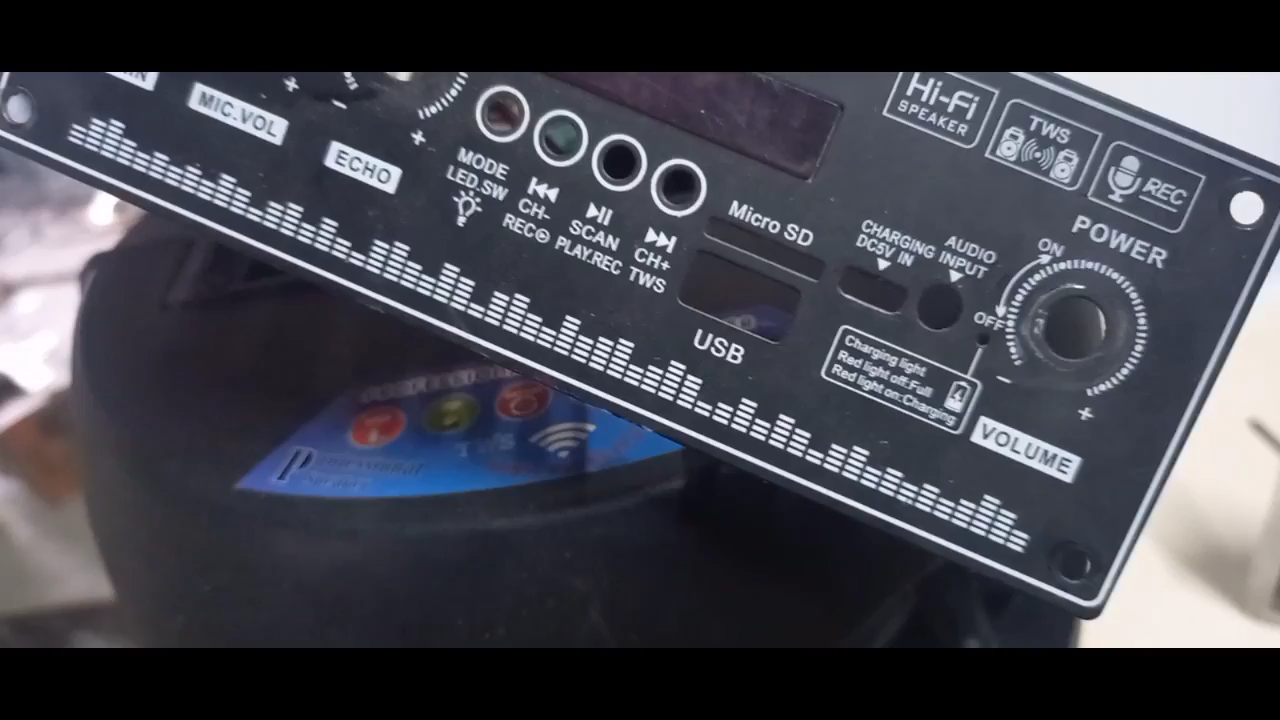 MIC.VOL
ECHO
MODE
LED.SW
CH-
REC
SCAN
PLAY.REC
CH+
TWS
Micro SD
USB
Hi-Fi
SPEAKER
TWS
REC
CHARGING
DC5V IN
AUDIO
INPUT
POWER
ON
OFF
Charging light
Red light off:Full
Red light on:Charging
VOLUME
TWS
Professional